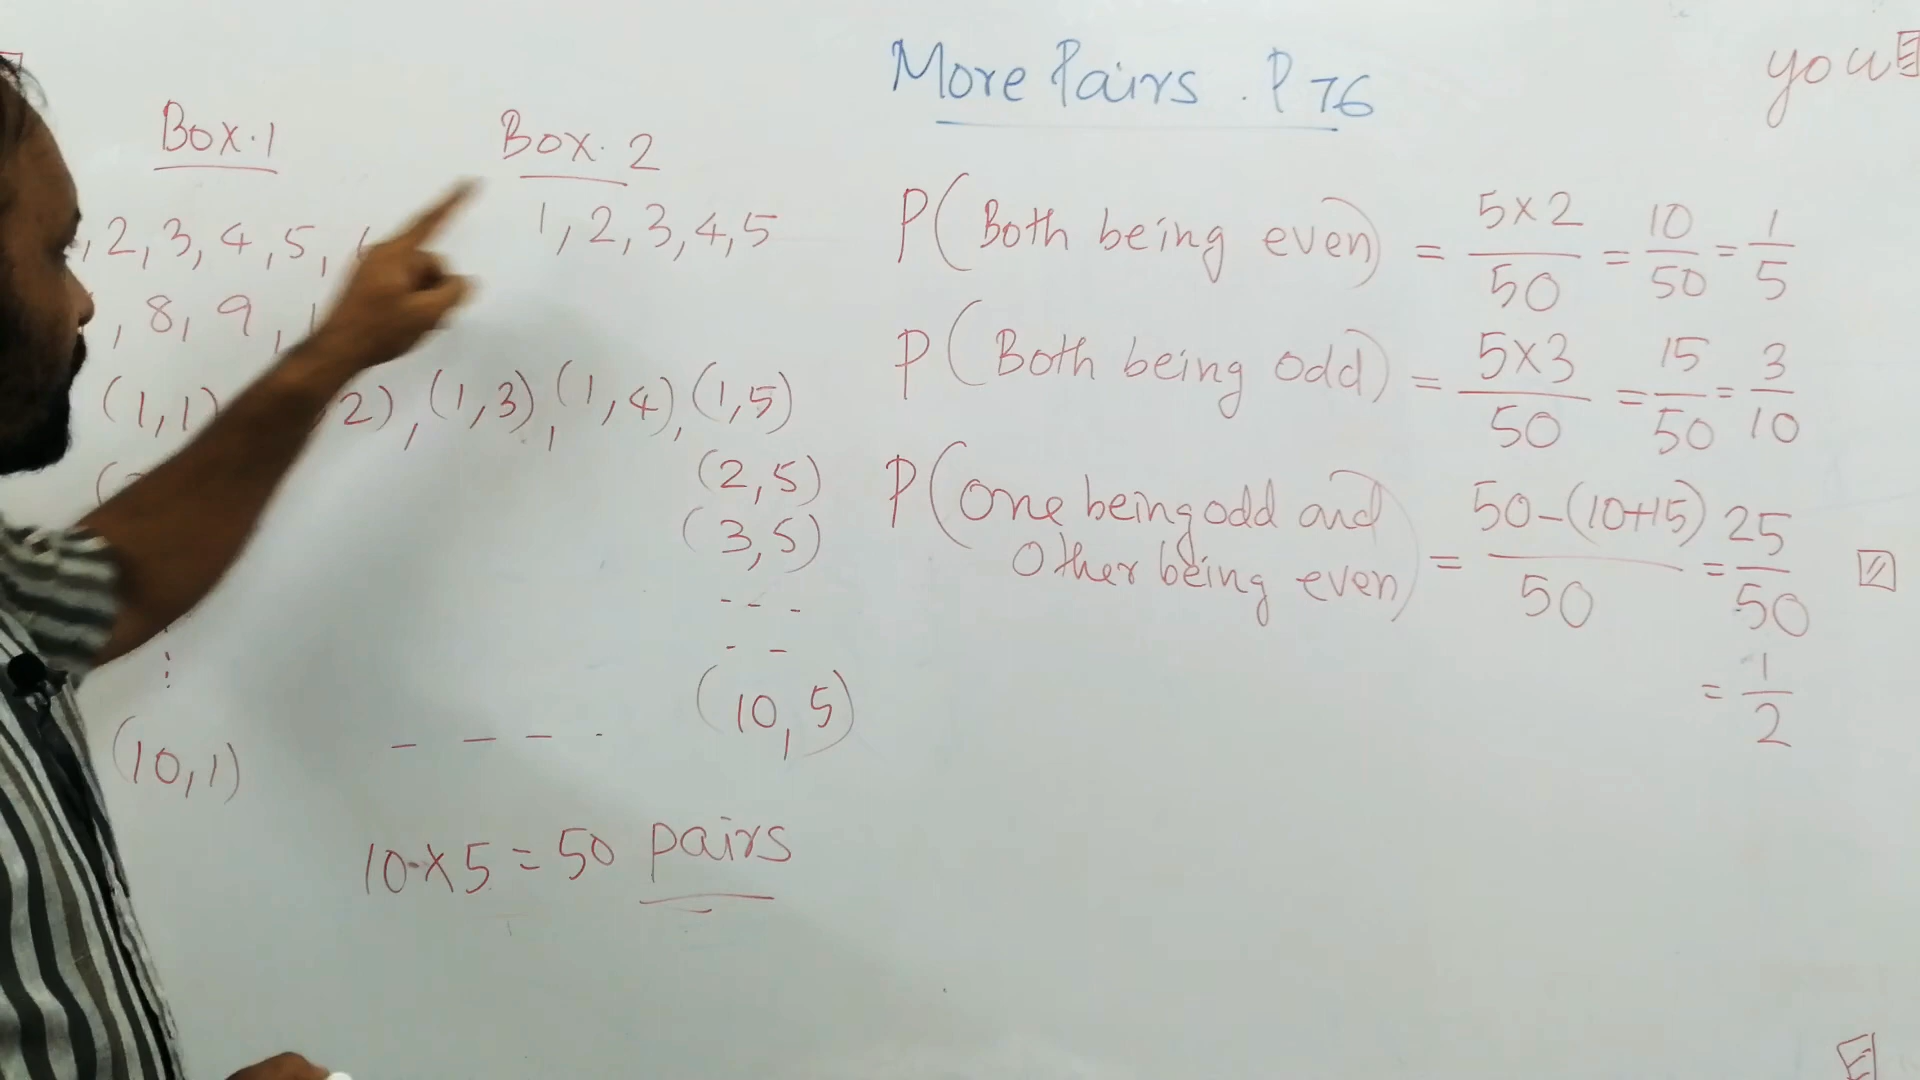 More Pairs . P 76
you
Box.1
, 2, 3, 4, 5,
, 8, 9, 1
Box. 2
1, 2, 3, 4, 5
(1,1) 2), (1,3), (1,4), (1,5)
(2,5)
(3,5)
---
--
(10,1) - - - - (10,5)
10×5 = 50 pairs
P(Both being even) = 5×2/50 = 10/50 = 1/5
P(Both being odd) = 5×3/50 = 15/50 = 3/10
P(One being odd and
Other being even) = 50-(10+15)/50 = 25/50
= 1/2